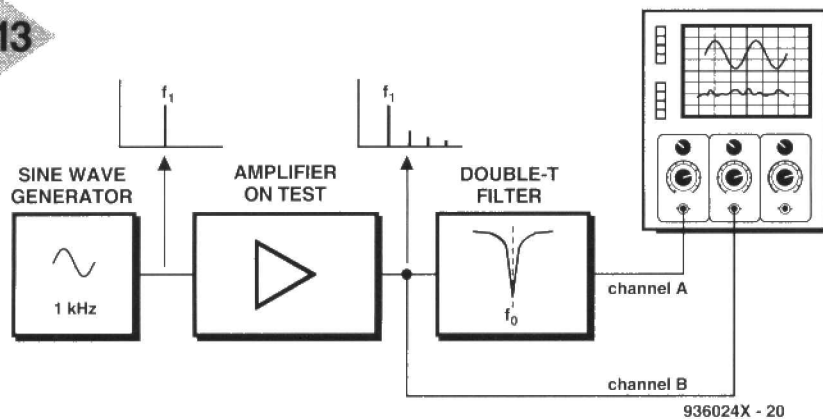 13
f1
f1
SINE WAVE
GENERATOR
AMPLIFIER
ON TEST
DOUBLE-T
FILTER
1 kHz
f0
channel A
channel B
936024X - 20